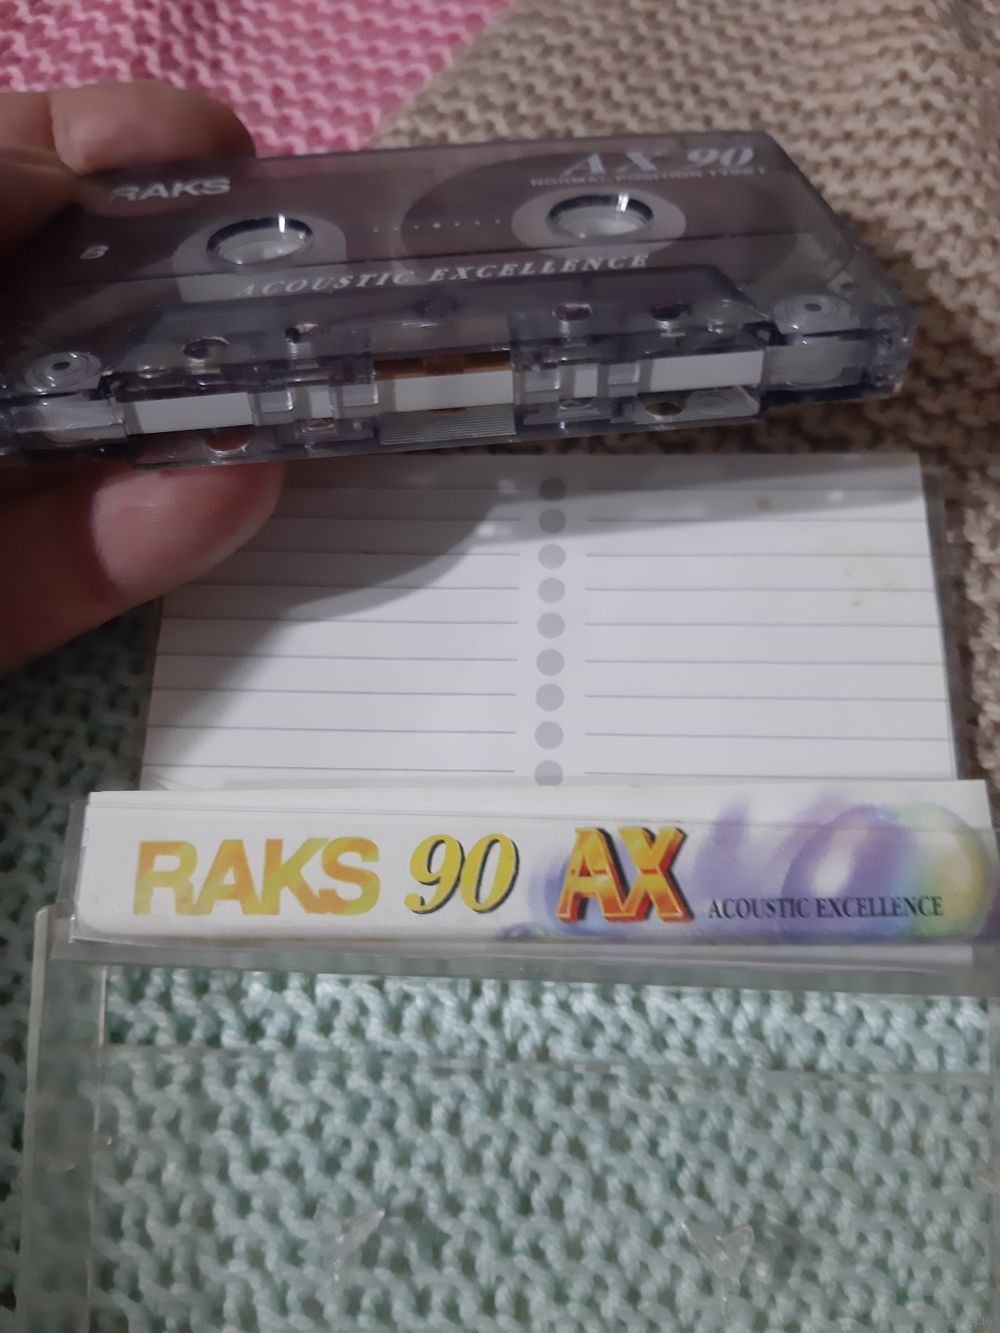 RAKS
AX 90
NORMAL POSITION TYPE I
B
ACOUSTIC EXCELLENCE
RAKS 90 AX ACOUSTIC EXCELLENCE